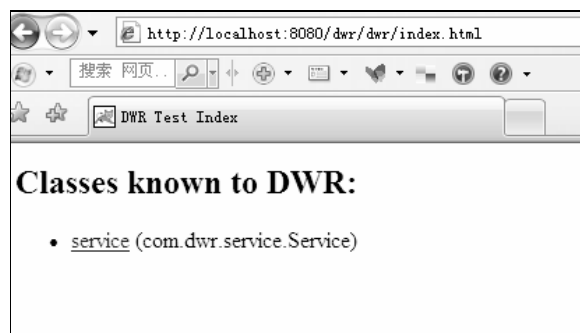 http://localhost:8080/dwr/dwr/index.html
搜索 网页..
DWR Test Index
Classes known to DWR:
• service (com.dwr.service.Service)